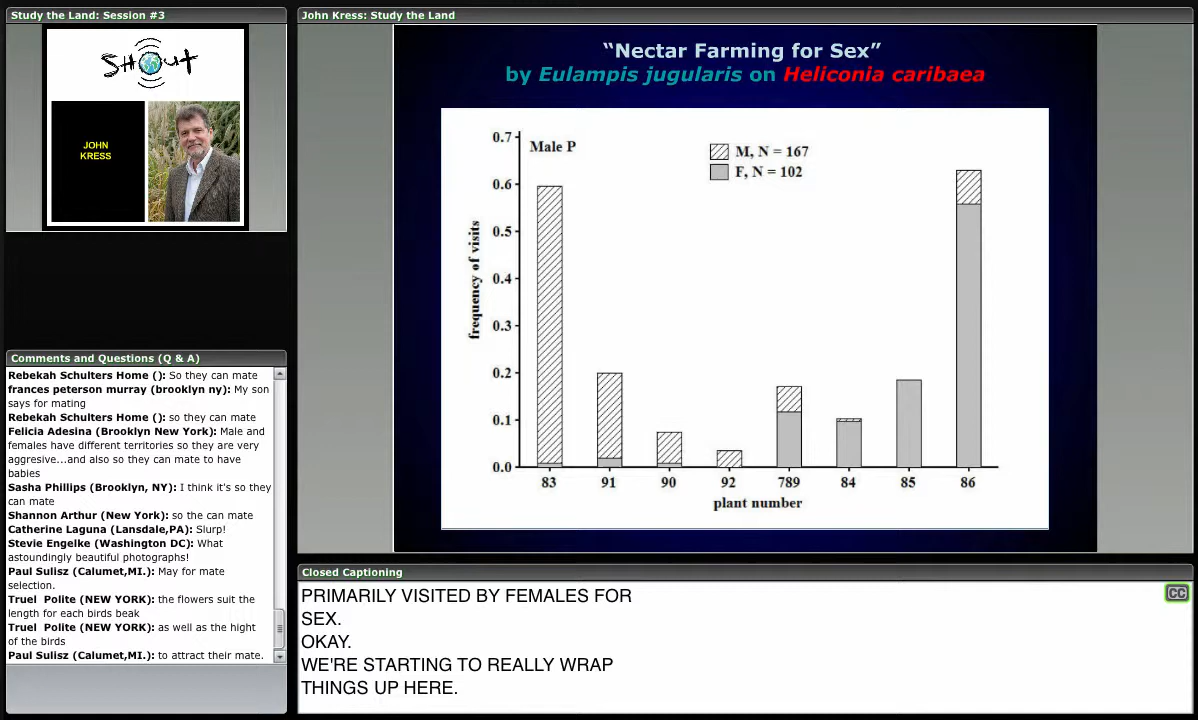 Study the Land: Session #3
SHOUT
JOHN
KRESS
Comments and Questions (Q & A)
Rebekah Schulters Home (): So they can mate
frances peterson murray (brooklyn ny): My son
says for mating
Rebekah Schulters Home (): so they can mate
Felicia Adesina (Brooklyn New York): Male and
females have different territories so they are very
aggresive...and also so they can mate to have
babies
Sasha Phillips (Brooklyn, NY): I think it's so they
can mate
Shannon Arthur (New York): so the can mate
Catherine Laguna (Lansdale,PA): Slurp!
Stevie Engelke (Washington DC): What
astoundingly beautiful photographs!
Paul Sulisz (Calumet,MI.): May for mate
selection.
Truel Polite (NEW YORK): the flowers suit the
length for each birds beak
Truel Polite (NEW YORK): as well as the hight
of the birds
Paul Sulisz (Calumet,MI.): to attract their mate.
John Kress: Study the Land
“Nectar Farming for Sex”
by Eulampis jugularis on Heliconia caribaea
Male P
M, N = 167
F, N = 102
frequency of visits
0.7
0.6
0.5
0.4
0.3
0.2
0.1
0.0
83 91 90 92 789 84 85 86
plant number
Closed Captioning
PRIMARILY VISITED BY FEMALES FOR
SEX.
OKAY.
WE'RE STARTING TO REALLY WRAP
THINGS UP HERE.
CC